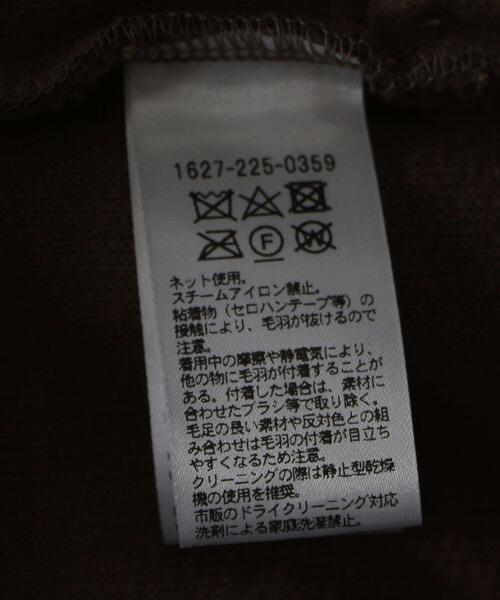 1627-225-0359
F W
ネット使用。
スチームアイロン禁止。
粘着物（セロハンテープ等）の
接触により、毛羽が抜けるので
注意。
着用中の摩擦や静電気により、
他の物に毛羽が付着することが
ある。付着した場合は、素材に
合わせたブラシ等で取り除く。
毛足の長い素材や反対色との組
み合わせは毛羽の付着が目立ち
やすくなるため注意。
クリーニングの際は静止型乾燥
機の使用を推奨。
市販のドライクリーニング対応
洗剤による家庭洗濯禁止。